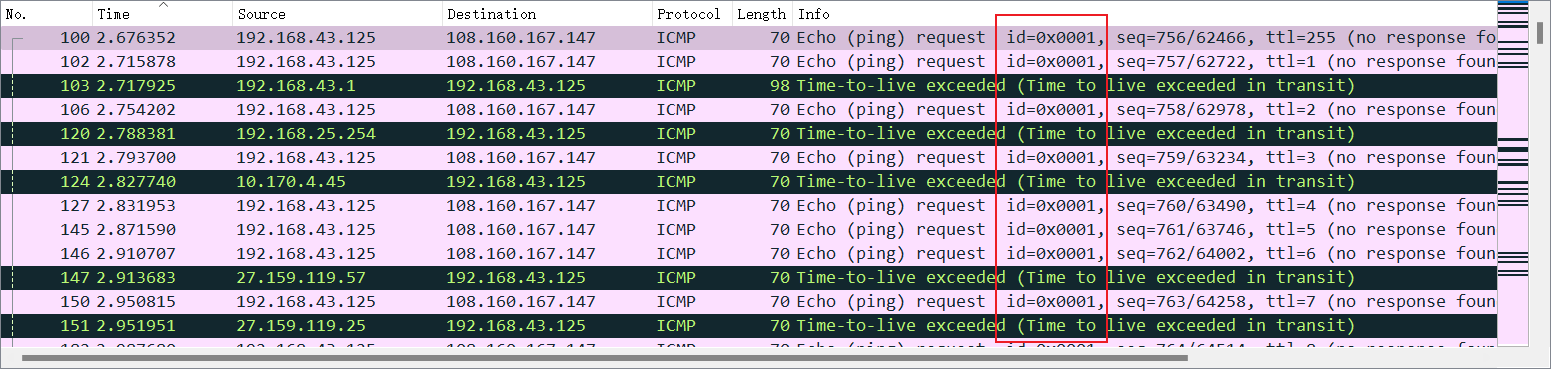 No. Time Source Destination Protocol Length Info
100 2.676352 192.168.43.125 108.160.167.147 ICMP 70 Echo (ping) request id=0x0001, seq=756/62466, ttl=255 (no response fo
102 2.715878 192.168.43.125 108.160.167.147 ICMP 70 Echo (ping) request id=0x0001, seq=757/62722, ttl=1 (no response foun
103 2.717925 192.168.43.1 192.168.43.125 ICMP 98 Time-to-live exceeded (Time to live exceeded in transit)
106 2.754202 192.168.43.125 108.160.167.147 ICMP 70 Echo (ping) request id=0x0001, seq=758/62978, ttl=2 (no response foun
120 2.788381 192.168.25.254 192.168.43.125 ICMP 70 Time-to-live exceeded (Time to live exceeded in transit)
121 2.793700 192.168.43.125 108.160.167.147 ICMP 70 Echo (ping) request id=0x0001, seq=759/63234, ttl=3 (no response foun
124 2.827740 10.170.4.45 192.168.43.125 ICMP 70 Time-to-live exceeded (Time to live exceeded in transit)
127 2.831953 192.168.43.125 108.160.167.147 ICMP 70 Echo (ping) request id=0x0001, seq=760/63490, ttl=4 (no response foun
145 2.871590 192.168.43.125 108.160.167.147 ICMP 70 Echo (ping) request id=0x0001, seq=761/63746, ttl=5 (no response foun
146 2.910707 192.168.43.125 108.160.167.147 ICMP 70 Echo (ping) request id=0x0001, seq=762/64002, ttl=6 (no response foun
147 2.913683 27.159.119.57 192.168.43.125 ICMP 70 Time-to-live exceeded (Time to live exceeded in transit)
150 2.950815 192.168.43.125 108.160.167.147 ICMP 70 Echo (ping) request id=0x0001, seq=763/64258, ttl=7 (no response foun
151 2.951951 27.159.119.25 192.168.43.125 ICMP 70 Time-to-live exceeded (Time to live exceeded in transit)